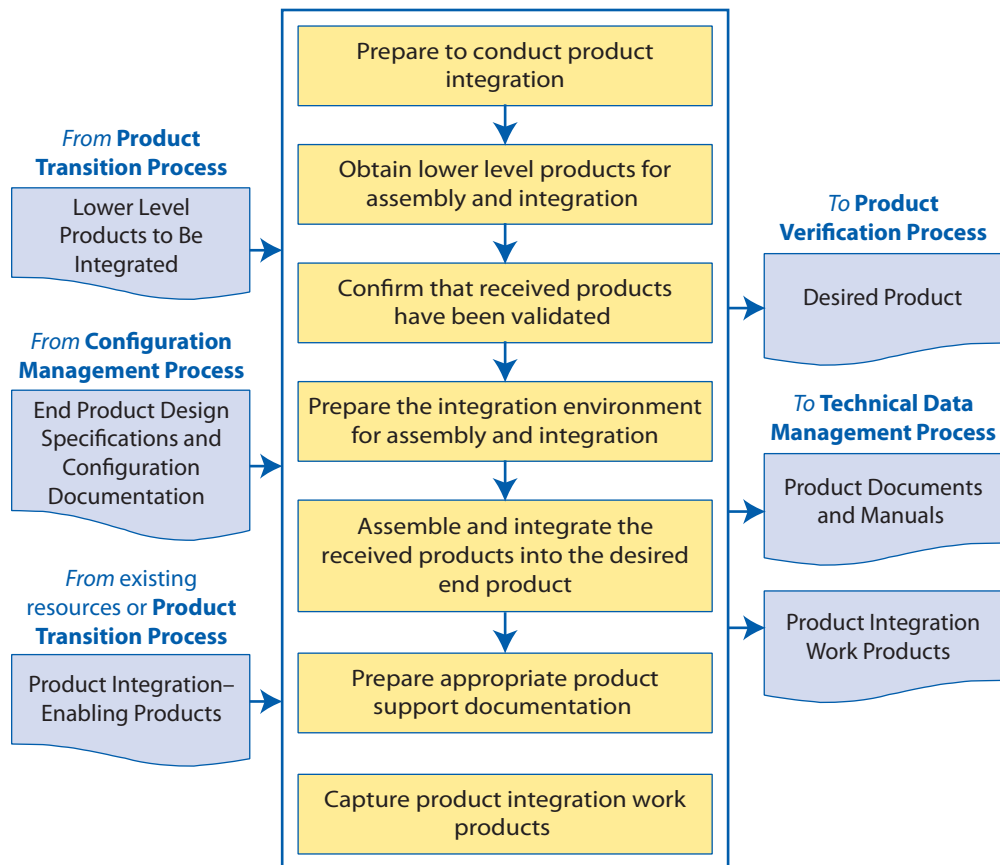 From Product
Transition Process
Lower Level
Products to Be
Integrated
From Configuration
Management Process
End Product Design
Specifications and
Configuration
Documentation
From existing
resources or Product
Transition Process
Product Integration–
Enabling Products
Prepare to conduct product
integration
Obtain lower level products for
assembly and integration
Confirm that received products
have been validated
Prepare the integration environment
for assembly and integration
Assemble and integrate the
received products into the desired
end product
Prepare appropriate product
support documentation
Capture product integration work
products
To Product
Verification Process
Desired Product
To Technical Data
Management Process
Product Documents
and Manuals
Product Integration
Work Products